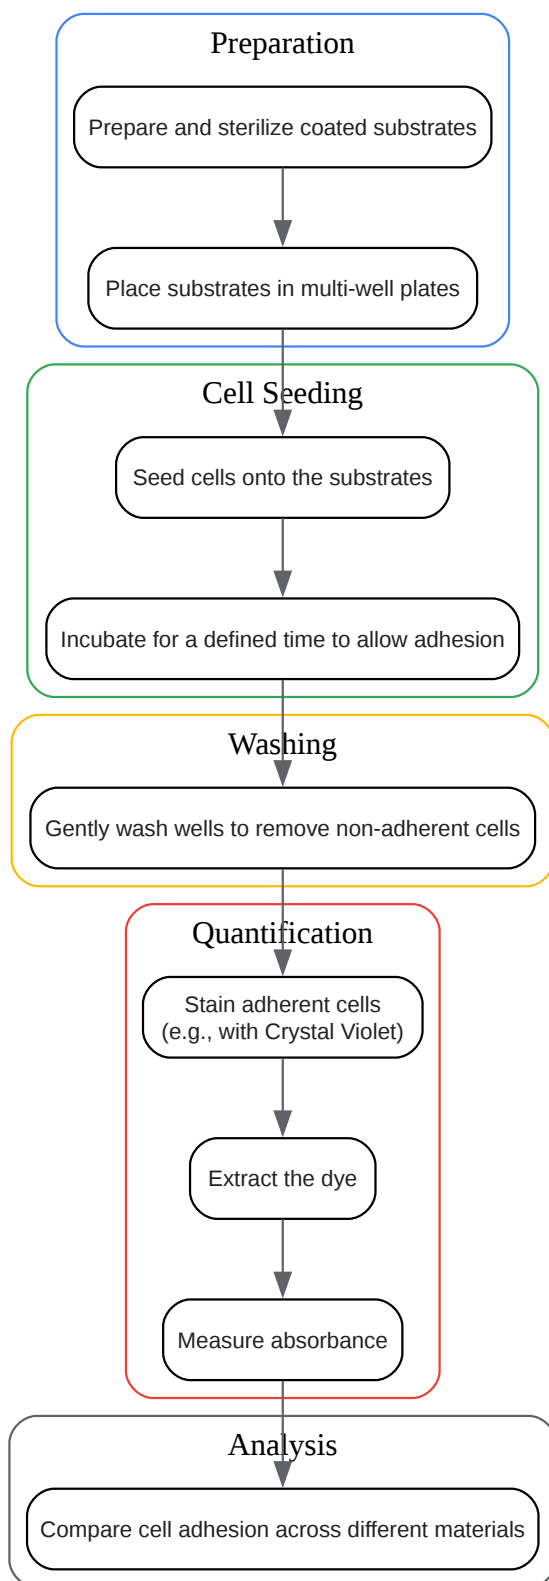 Preparation
Prepare and sterilize coated substrates
Place substrates in multi-well plates
Cell Seeding
Seed cells onto the substrates
Incubate for a defined time to allow adhesion
Washing
Gently wash wells to remove non-adherent cells
Quantification
Stain adherent cells
(e.g., with Crystal Violet)
Extract the dye
Measure absorbance
Analysis
Compare cell adhesion across different materials